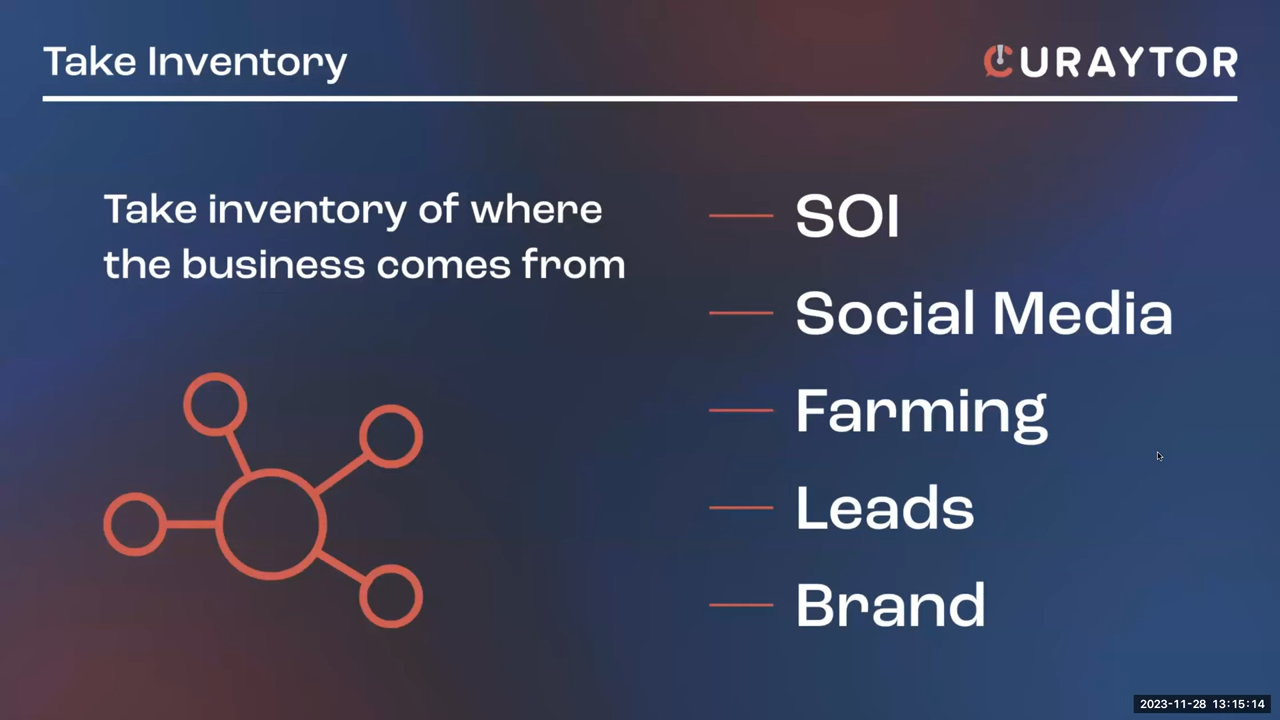 Take Inventory
CURAYTOR
Take inventory of where
the business comes from
SOI
Social Media
Farming
Leads
Brand
2023-11-28 13:15:14